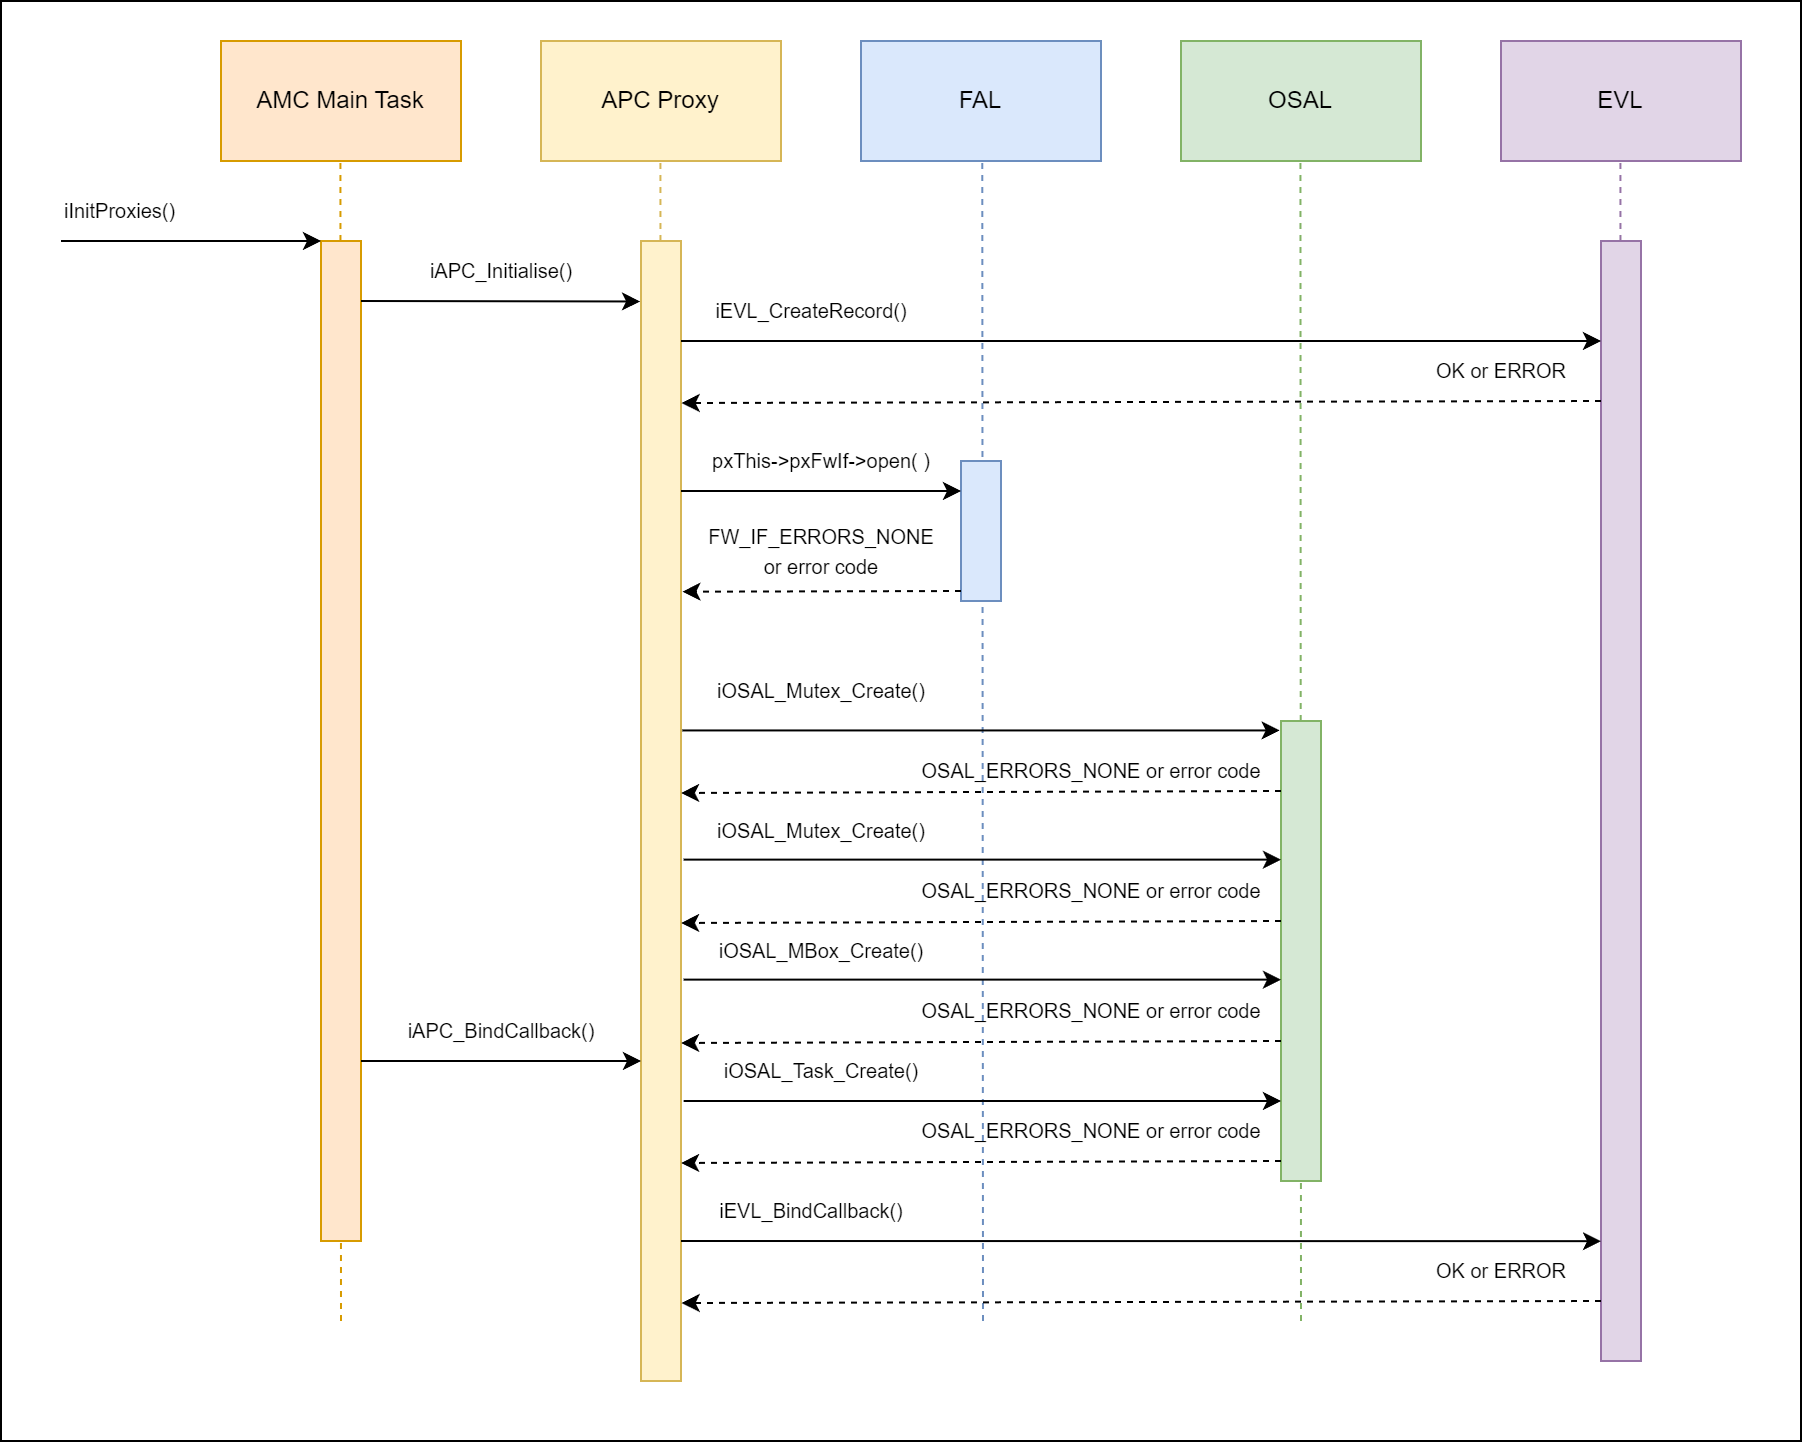 AMC Main Task
APC Proxy
FAL
OSAL
EVL
iInitProxies()
iAPC_Initialise()
iEVL_CreateRecord()
OK or ERROR
pxThis->pxFwIf->open( )
FW_IF_ERRORS_NONE
or error code
iOSAL_Mutex_Create()
OSAL_ERRORS_NONE or error code
iOSAL_Mutex_Create()
OSAL_ERRORS_NONE or error code
iOSAL_MBox_Create()
OSAL_ERRORS_NONE or error code
iAPC_BindCallback()
iOSAL_Task_Create()
OSAL_ERRORS_NONE or error code
iEVL_BindCallback()
OK or ERROR